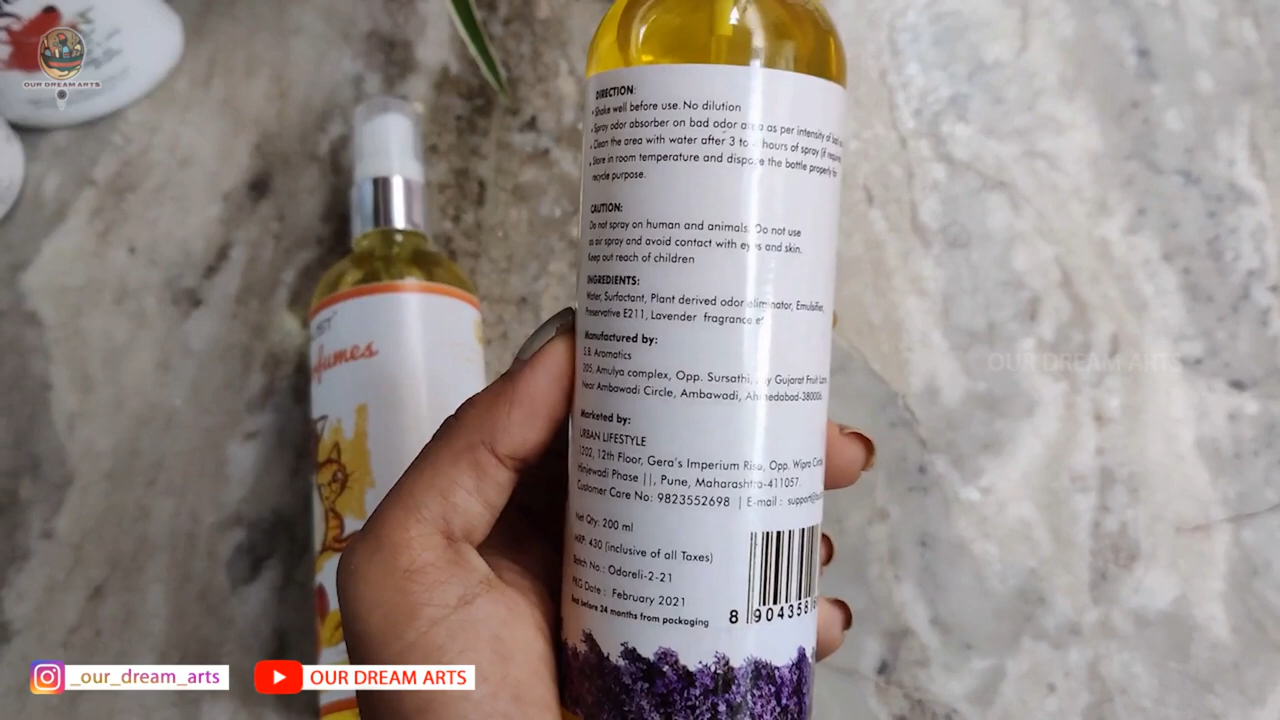 OUR DREAM ARTS
DIRECTION:
• Shake well before use. No dilution
• Spray odor absorber on bad odor area as per intensity of bad
• Clean the area with water after 3 to hours of spray (if require
• Store in room temperature and dispose the bottle properly for
recycle purpose.
CAUTION:
Do not spray on human and animals. Do not use
as air spray and avoid contact with eyes and skin.
Keep out reach of children
INGREDIENTS:
Water, Surfactant, Plant derived odor eliminator, Emulsifier,
Preservative E211, Lavender fragrance
Manufactured by:
S.B. Aromatics
205, Amulya complex, Opp. Sursathi, Gujarat Fruit
Near Ambawadi Circle, Ambawadi, Ahmedabad-380006.
Marketed by:
URBAN LIFESTYLE
1202, 12th Floor, Gera's Imperium Rise, Opp. Wipro Circle
Hinjewadi Phase ||, Pune, Maharashtra-411057.
Customer Care No: 9823552698 | E-mail : support@
Net Qty: 200 ml
MRP: 430 (inclusive of all Taxes)
Batch No.: Odoreli-2-21
PKG Date : February 2021
Best before 24 months from packaging
8 904358
fumes
OUR DREAM ARTS
_our_dream_arts
OUR DREAM ARTS